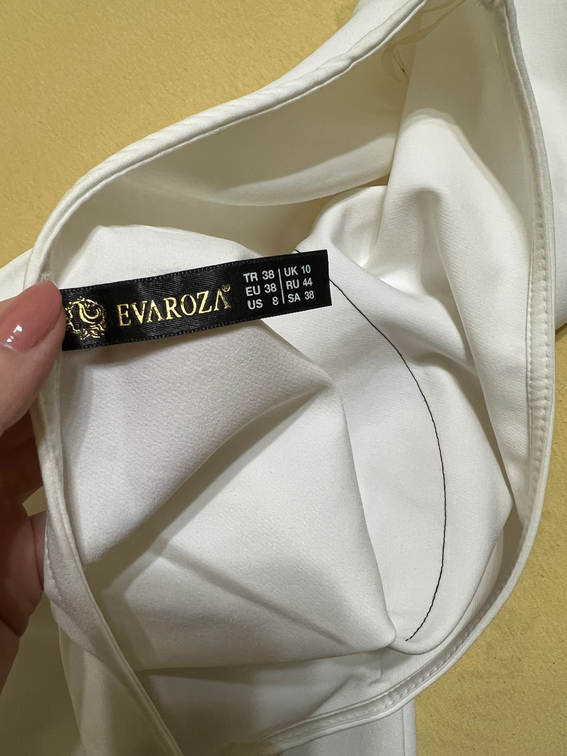 EVAROZA®
TR 38 | UK 10
EU 38 | RU 44
US 8 | SA 38